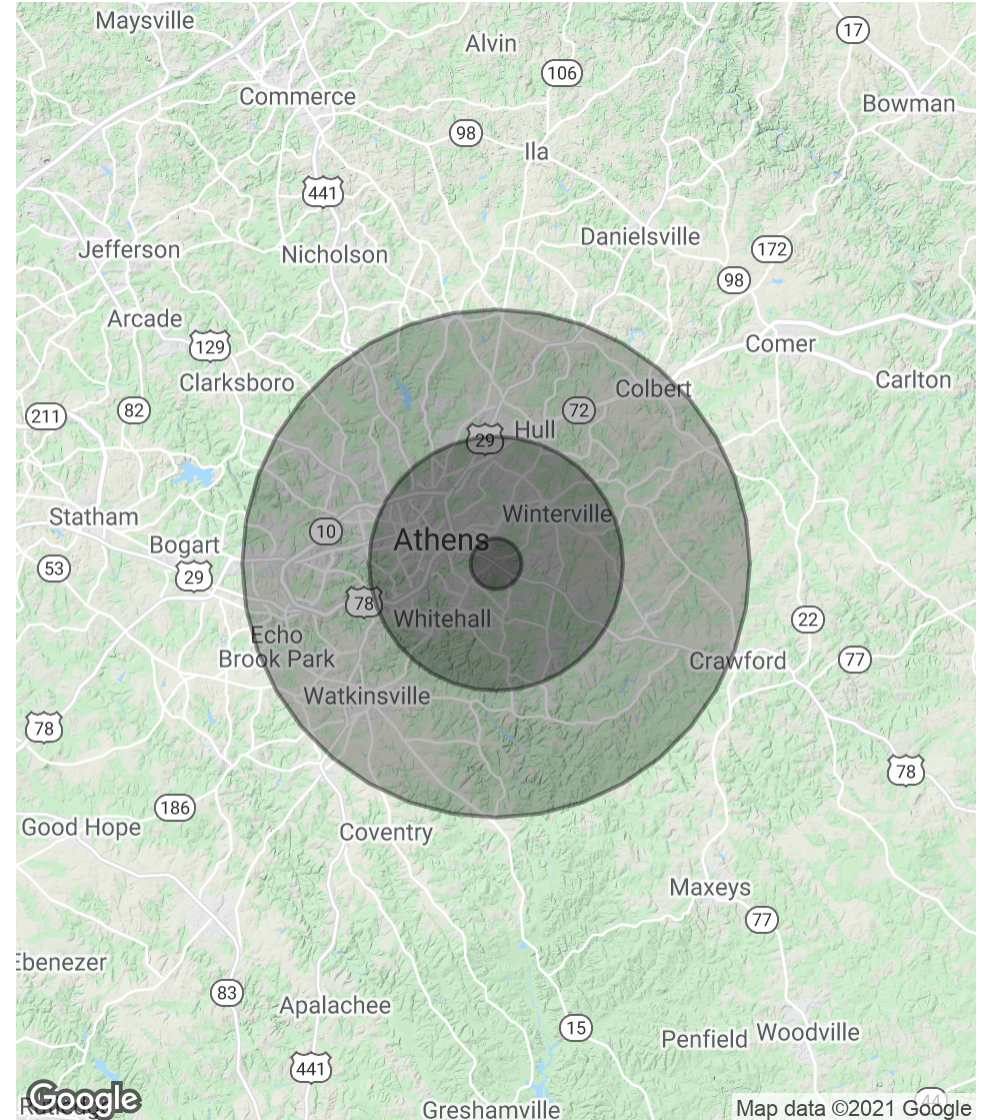 Maysville
17
Alvin
106
Commerce
Bowman
98
Ila
441
Danielsville
Jefferson
172
Nicholson
98
Arcade
129
Comer
Clarksboro
Carlton
Colbert
211
82
72
Hull
29
Winterville
Statham
10
Athens
Bogart
53
29
78
Whitehall
22
Echo
Brook Park
Crawford
77
Watkinsville
78
78
186
Good Hope
Coventry
Maxeys
77
Ebenezer
83
Apalachee
15
Penfield
Woodville
441
Google
44
Greshamville
Map data ©2021 Google